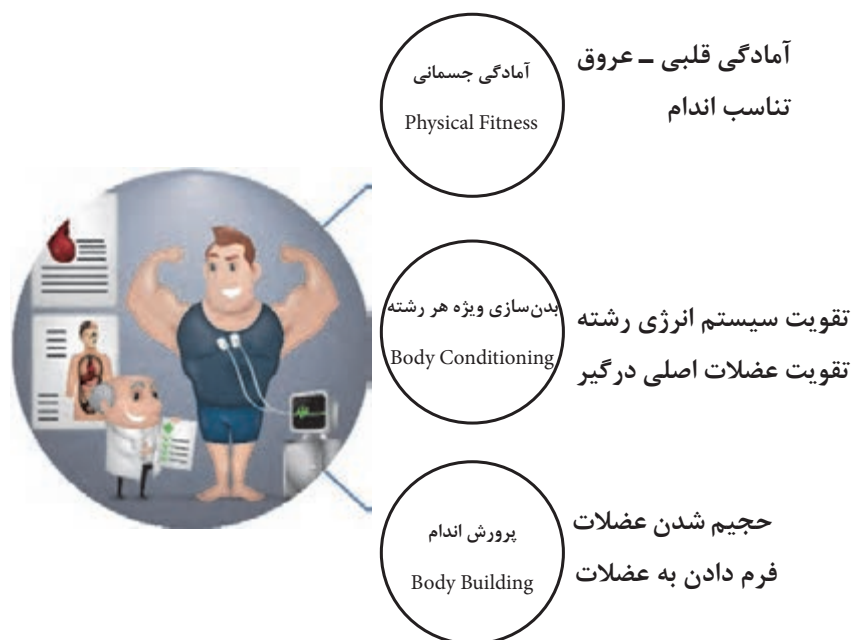 آمادگی جسمانی
Physical Fitness
آمادگی قلبی ـ عروق
تناسب اندام
بدن‌سازی ویژه هر رشته
Body Conditioning
تقویت سیستم انرژی رشته
تقویت عضلات اصلی درگیر
پرورش اندام
Body Building
حجیم شدن عضلات
فرم دادن به عضلات